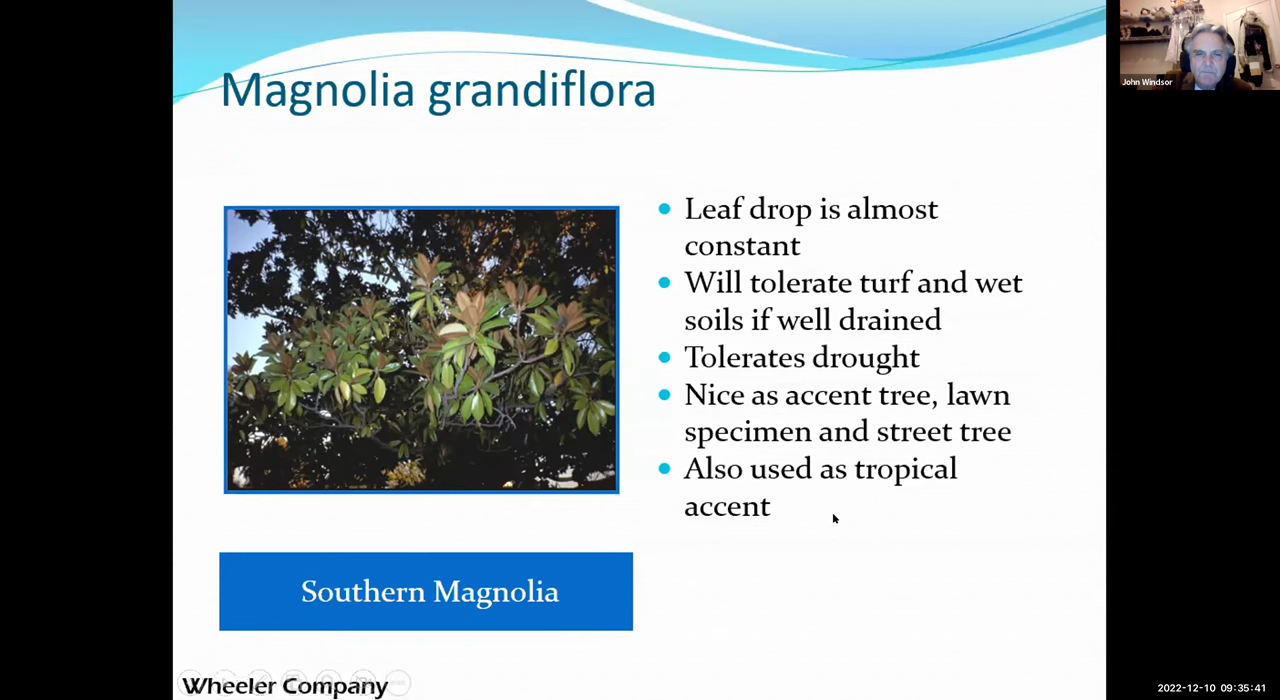 Magnolia grandiflora
John Windsor
Leaf drop is almost
constant
Will tolerate turf and wet
soils if well drained
Tolerates drought
Nice as accent tree, lawn
specimen and street tree
Also used as tropical
accent
Southern Magnolia
Wheeler Company
2022-12-10 09:35:41